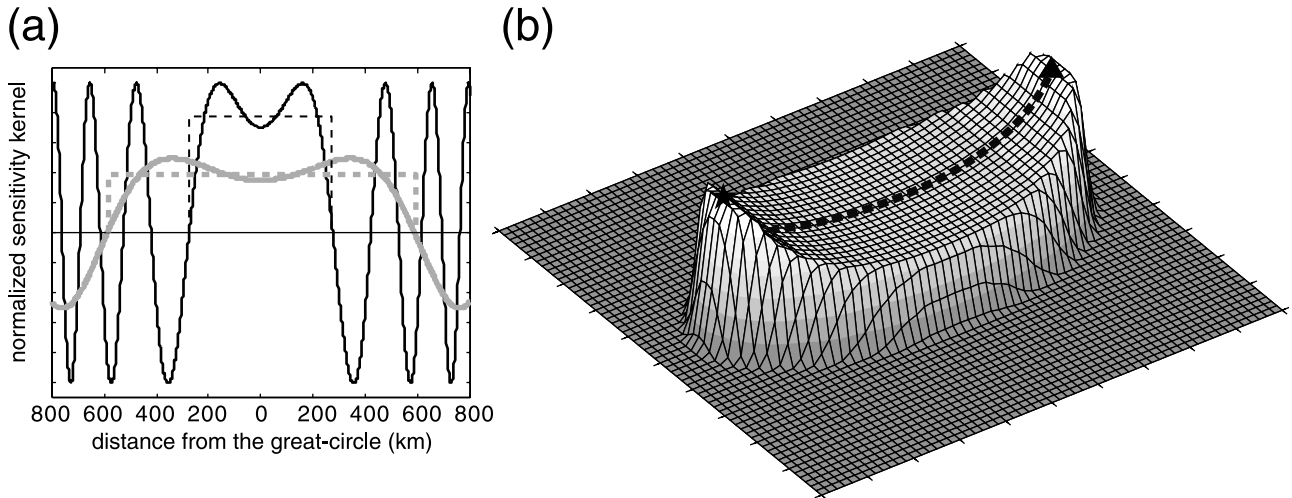 (a)
(b)
normalized sensitivity kernel
800 600 400 200 0 200 400 600 800
distance from the great-circle (km)